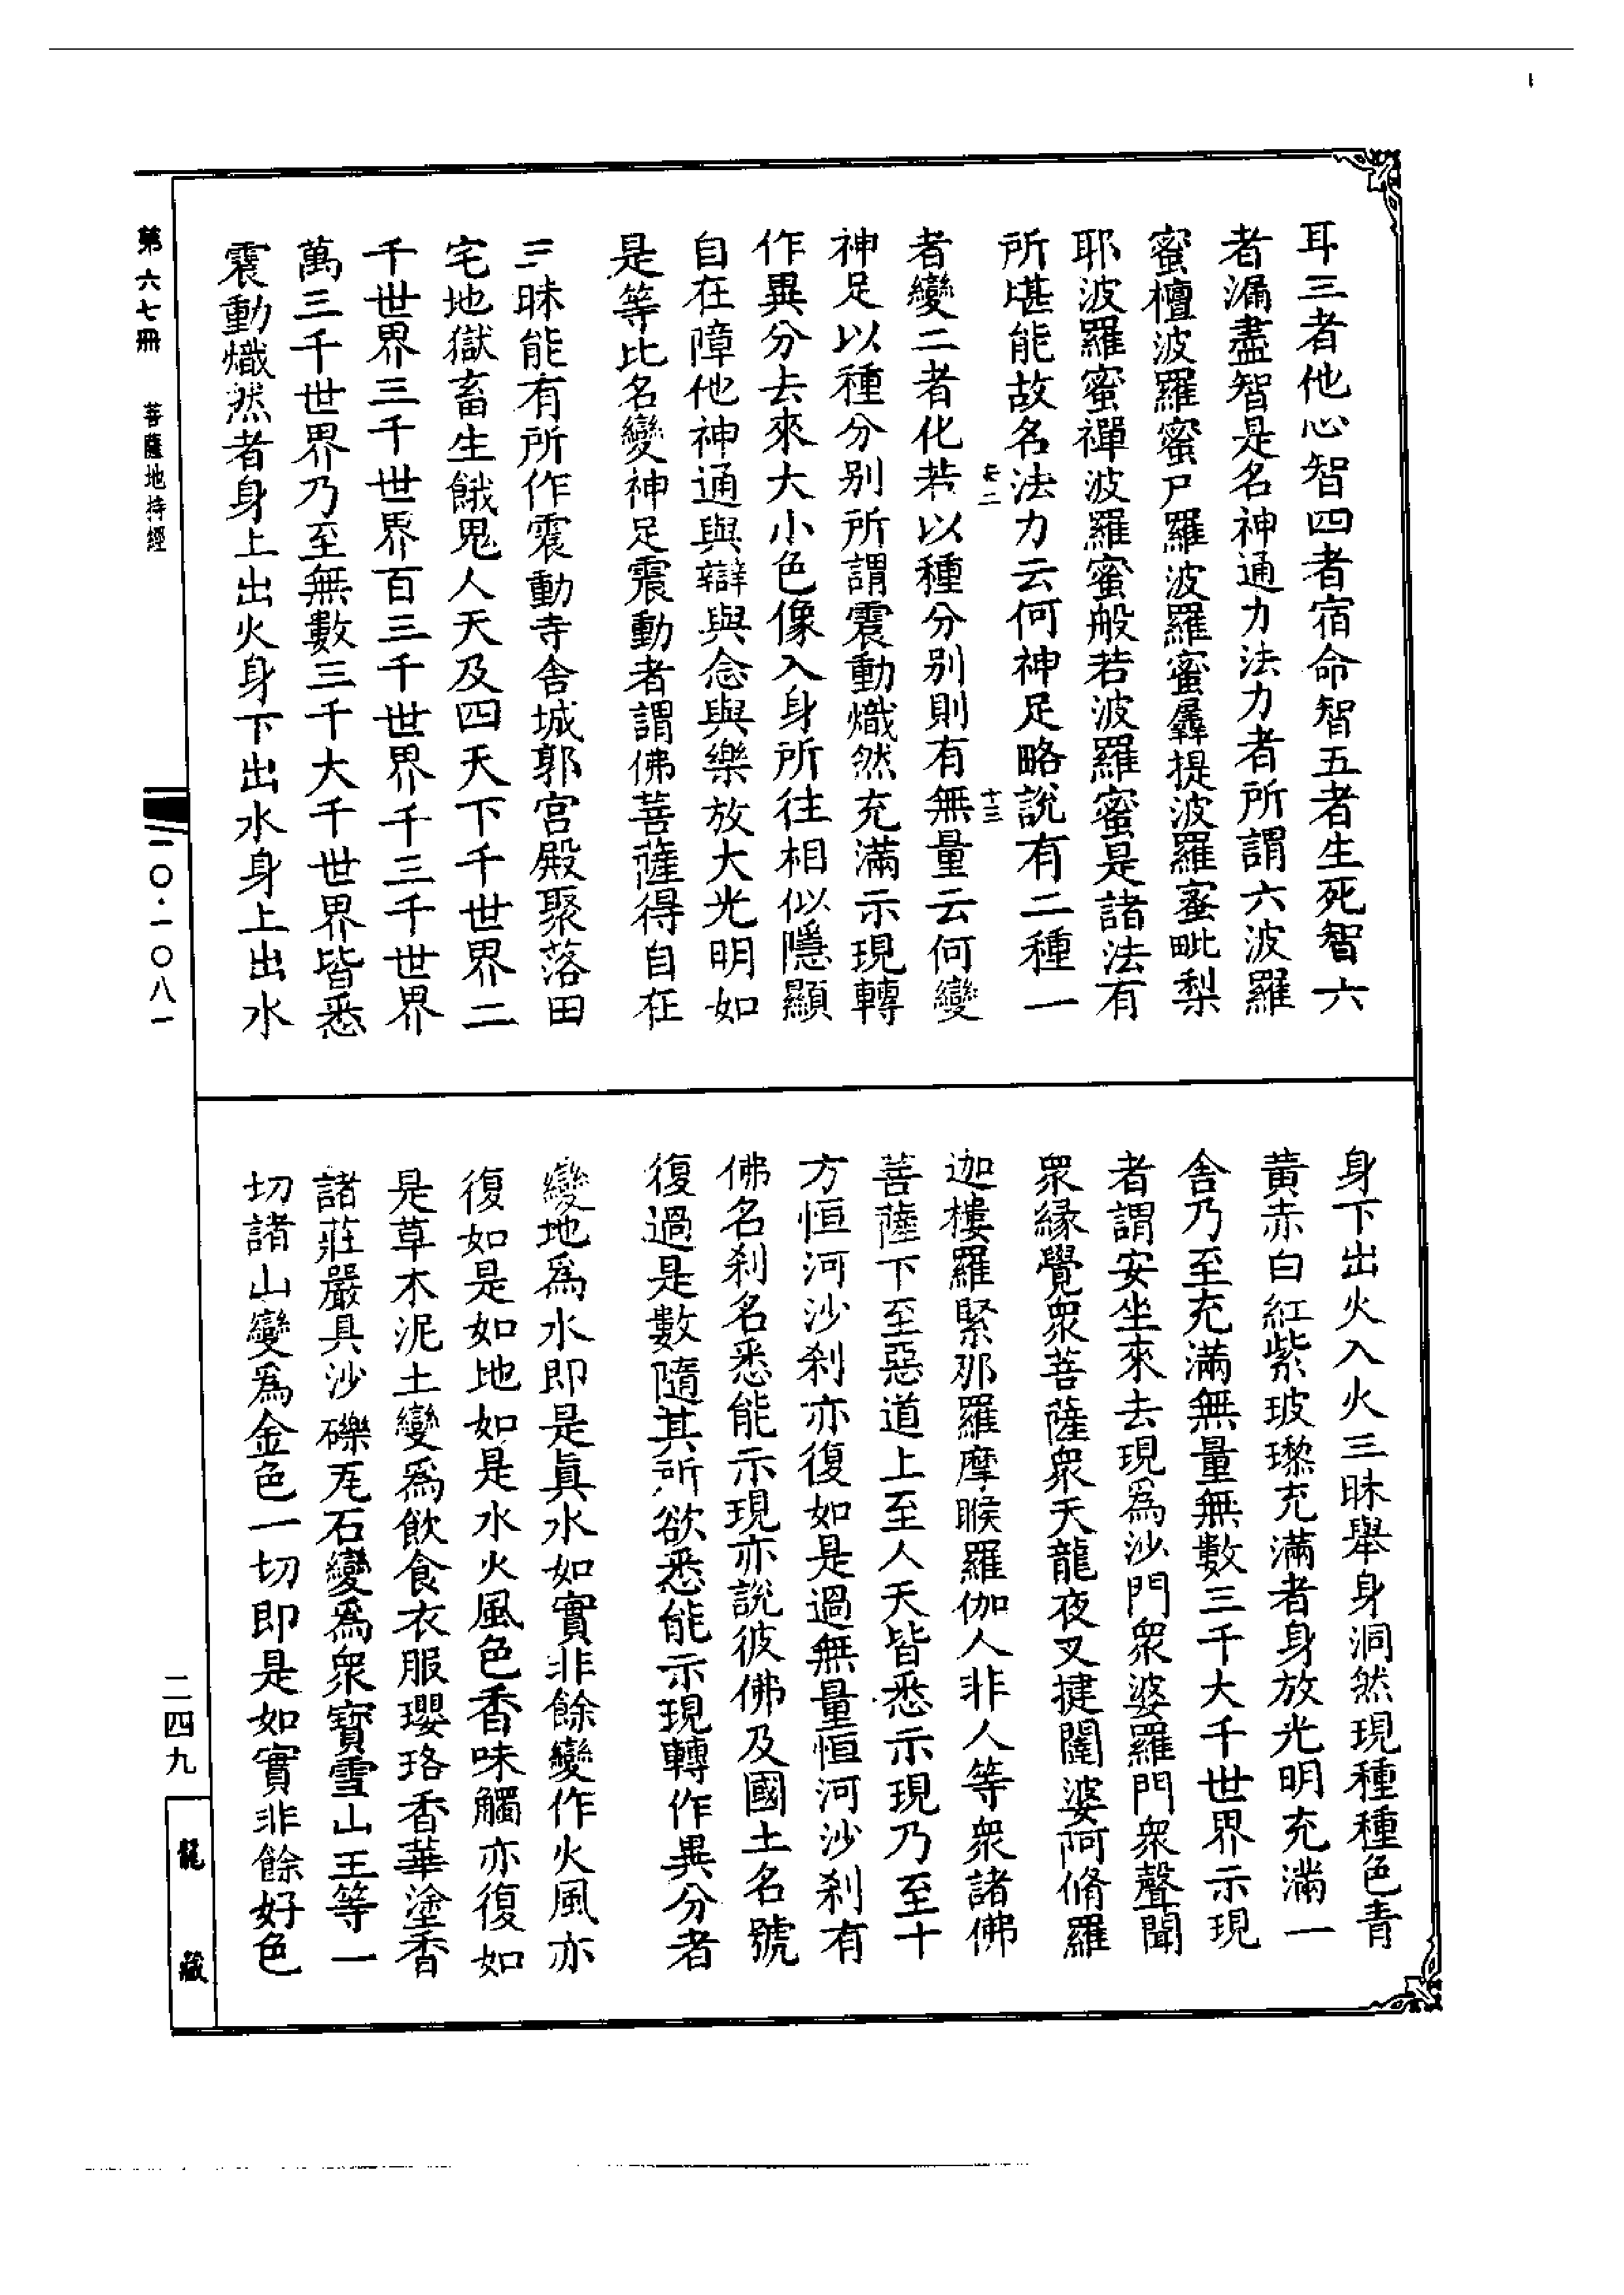 耳三者他心智四者宿命智五者生死智六
者漏盡智是名神通力法力者所謂六波羅
蜜檀波羅蜜尸羅波羅蜜羼提波羅蜜毗梨
耶波羅蜜禪波羅蜜般若波羅蜜是諸法有
所堪能故名法力云何神足略說有二種一
者變二者化若以種分別則有無量云何變
十三
神足以種分别所謂震動熾然充滿示現轉
作異分去來大小色像入身所往相似隱顯
自在障他神通與辯與念與樂放大光明如
是等比名變神足震動者謂佛菩薩得自在
三昧能有所作震動寺舍城郭宮殿聚落田
宅地獄畜生餓鬼人天及四天下千世界二
千世界三千世界百三千世界千三千世界
萬三千世界乃至無數三千大千世界皆悉
震動熾然者身上出火身下出水身上出水
身下出火入火三昧舉身洞然現種種色青
黃赤白紅紫玻瓈充滿者身放光明充滿一
舍乃至充滿無量無數三千大千世界示現
者謂安坐來去現為沙門衆婆羅門衆聲聞
眾緣覺眾菩薩眾天龍夜叉揵闥婆阿脩羅
迦樓羅緊那羅摩睺羅伽人非人等衆諸佛
菩薩下至惡道上至人天皆悉示現乃至十
方恒河沙刹亦復如是過無量恒河沙刹有
佛名刹名悉能示現亦說彼佛及國土名號
復過是數隨其所欲悉能示現轉作異分者
變地為水即是真水如實非餘變作火風亦
復如是如地如是水火風色香味觸亦復如
是草木泥土變爲飲食衣服瓔珞香華塗香
諸莊嚴具沙礫瓦石變爲衆寶雪山王等一
切諸山變爲金色一切即是如實非餘好色
第六七冊
菩薩地持經
一〇·一〇八一
二四九
龍藏